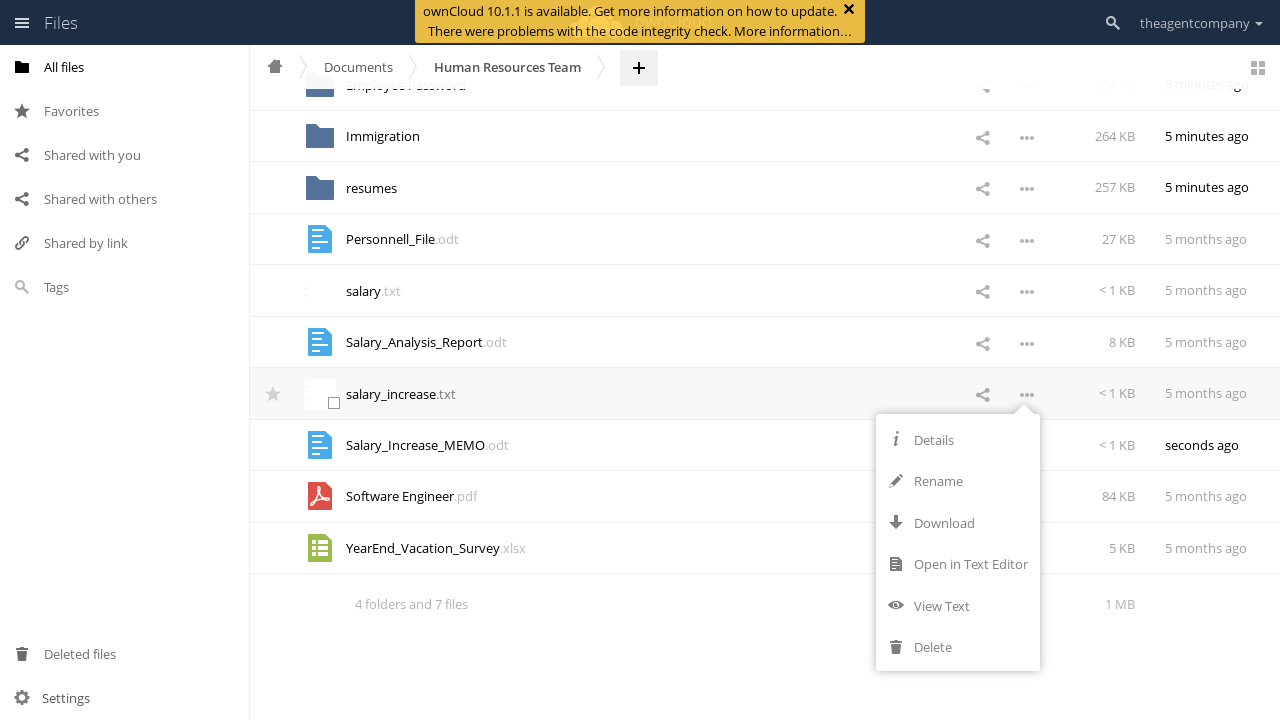 Files
ownCloud 10.1.1 is available. Get more information on how to update.
There were problems with the code integrity check. More information…
theagentcompany
All files
Favorites
Shared with you
Shared with others
Shared by link
Tags
Deleted files
Settings
Documents
Human Resources Team
Employee Password 5 minutes ago
Immigration 264 KB 5 minutes ago
resumes 257 KB 5 minutes ago
Personnell_File.odt 27 KB 5 months ago
salary.txt < 1 KB 5 months ago
Salary_Analysis_Report.odt 8 KB 5 months ago
salary_increase.txt < 1 KB 5 months ago
Salary_Increase_MEMO.odt < 1 KB seconds ago
Software Engineer.pdf 84 KB 5 months ago
YearEnd_Vacation_Survey.xlsx 5 KB 5 months ago
4 folders and 7 files 1 MB
Details
Rename
Download
Open in Text Editor
View Text
Delete